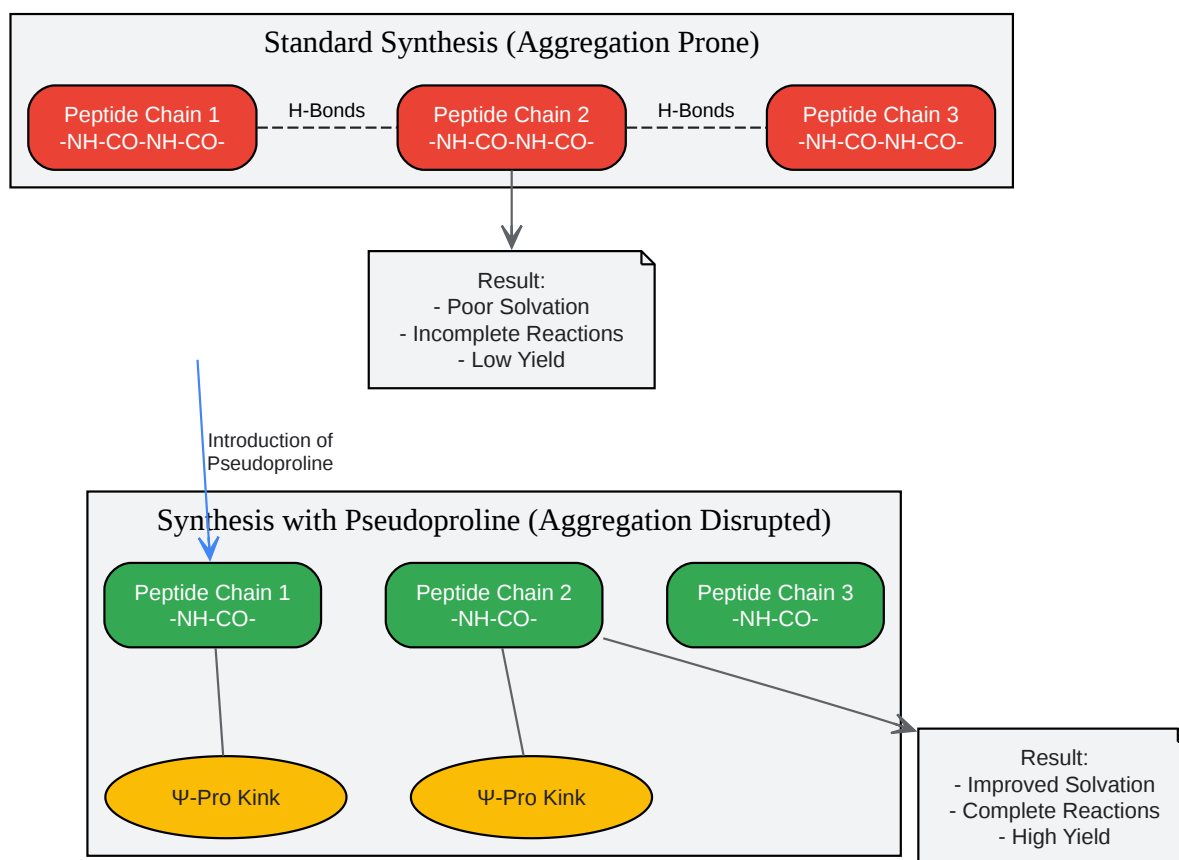 Standard Synthesis (Aggregation Prone)
Peptide Chain 1
-NH-CO-NH-CO-
H-Bonds
Peptide Chain 2
-NH-CO-NH-CO-
H-Bonds
Peptide Chain 3
-NH-CO-NH-CO-
Result:
- Poor Solvation
- Incomplete Reactions
- Low Yield
Introduction of
Pseudoproline
Synthesis with Pseudoproline (Aggregation Disrupted)
Peptide Chain 1
-NH-CO-
Peptide Chain 2
-NH-CO-
Peptide Chain 3
-NH-CO-
Ψ-Pro Kink
Ψ-Pro Kink
Result:
- Improved Solvation
- Complete Reactions
- High Yield